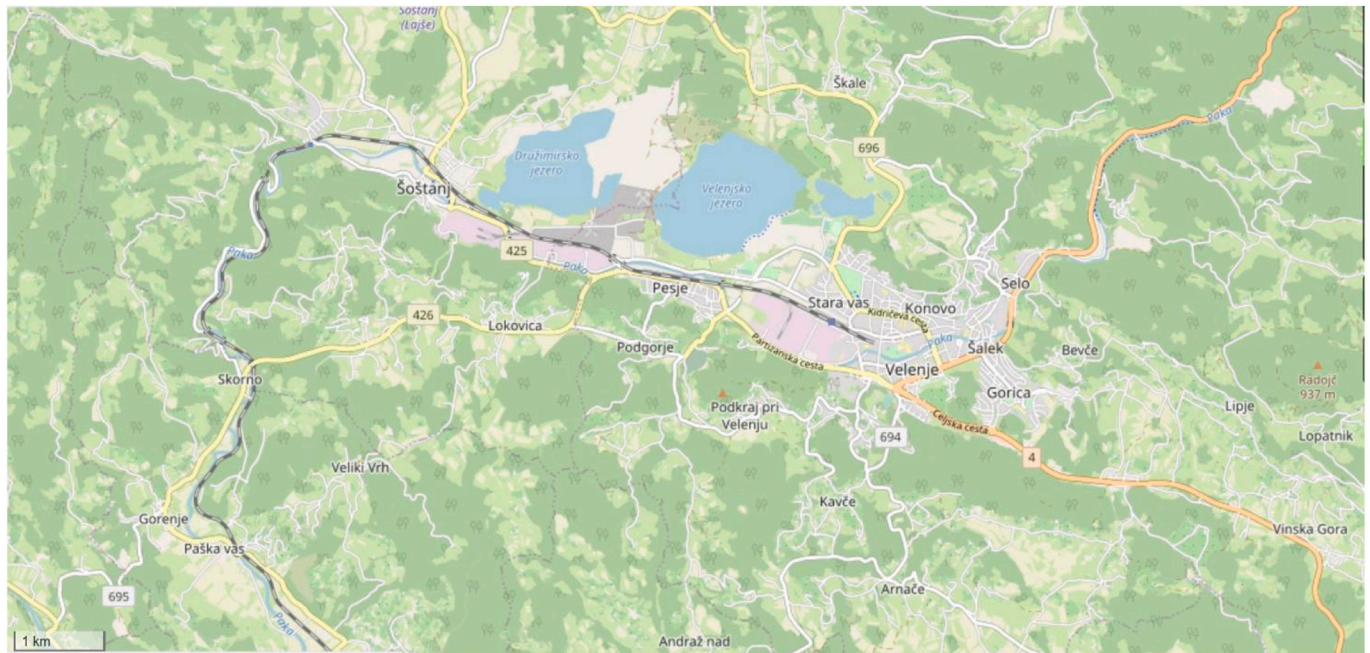 Šoštanj
(Lajše)
Škale
Paka
696
Družmirsko
jezero
Velenjsko
jezero
Šoštanj
425
Paka
Paka
Pesje
Selo
Stara vas
Konovo
Kidričeva cesta
426
Lokovica
Podgorje
Partizanska cesta
Paka
Šalek
Bevče
Velenje
Skorno
Gorica
Radojč
937 m
Podkraj pri
Velenju
Celjska cesta
Lipje
694
Lopatnik
4
Veliki Vrh
Kavče
Gorenje
Vinska Gora
Paška vas
695
Arnače
Paka
1 km
Andraž nad